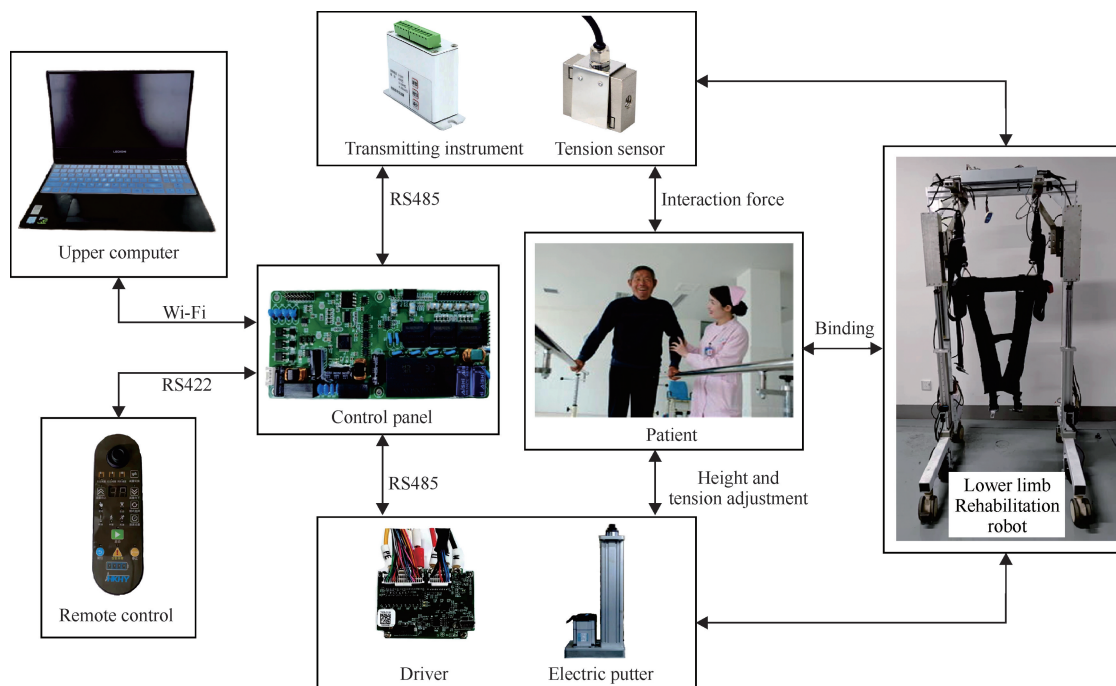 Transmitting instrument
Tension sensor
Upper computer
RS485
Interaction force
Wi-Fi
RS422
Control panel
Patient
Binding
Remote control
RS485
Height and
tension adjustment
Lower limb
Rehabilitation
robot
Driver
Electric putter